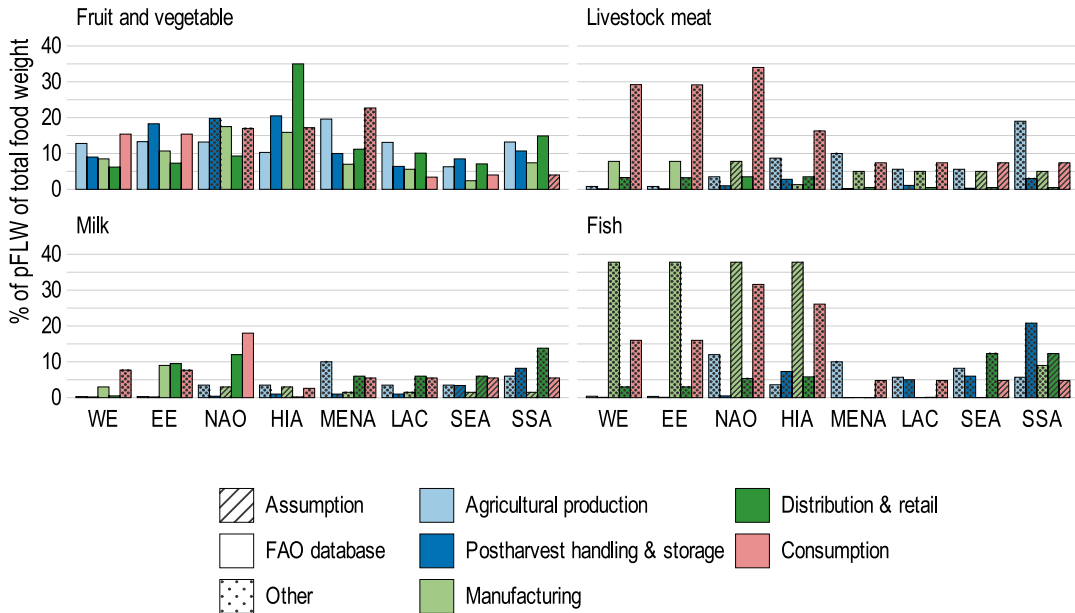 Fruit and vegetable
Livestock meat
% of pFLW of total food weight
40
30
20
10
0
Milk
Fish
40
30
20
10
0
WE EE NAO HIA MENA LAC SEA SSA
WE EE NAO HIA MENA LAC SEA SSA
Assumption
Agricultural production
Distribution & retail
FAO database
Postharvest handling & storage
Consumption
Other
Manufacturing